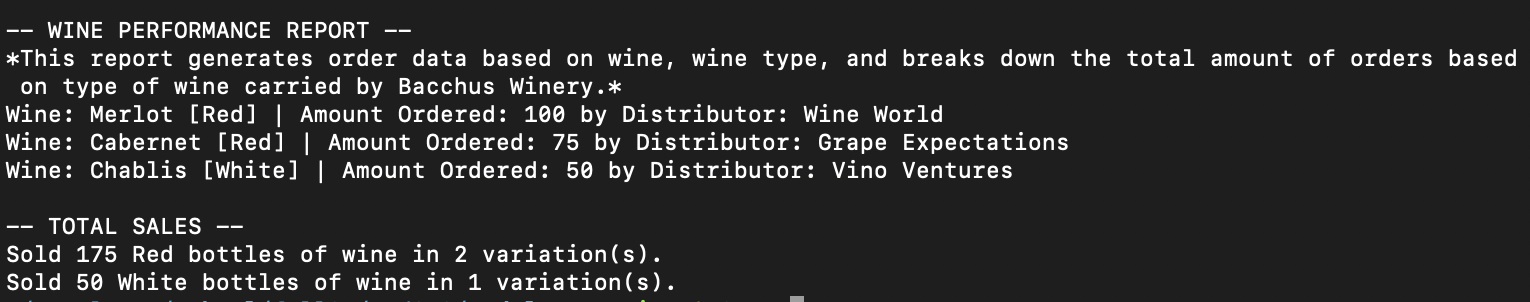 -- WINE PERFORMANCE REPORT --
*This report generates order data based on wine, wine type, and breaks down the total amount of orders based
on type of wine carried by Bacchus Winery.*
Wine: Merlot [Red] | Amount Ordered: 100 by Distributor: Wine World
Wine: Cabernet [Red] | Amount Ordered: 75 by Distributor: Grape Expectations
Wine: Chablis [White] | Amount Ordered: 50 by Distributor: Vino Ventures
-- TOTAL SALES --
Sold 175 Red bottles of wine in 2 variation(s).
Sold 50 White bottles of wine in 1 variation(s).